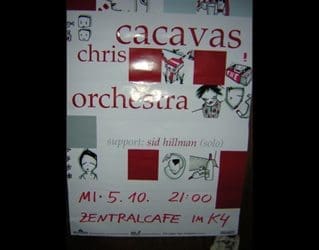 cacavas
chris
orchestra
support: sid hillman (solo)
MI. 5. 10. 21:00
ZENTRALCAFE IM K4